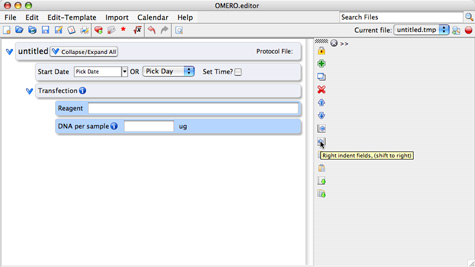 OMERO.editor
File Edit Edit-Template Import Calendar Help
Search Files
Current file: untitled.tmp
untitled Collapse/Expand All Protocol File:
>>
Start Date Pick Date OR Pick Day Set Time?
Transfection
Reagent
DNA per sample ug
Right indent fields, (shift to right)